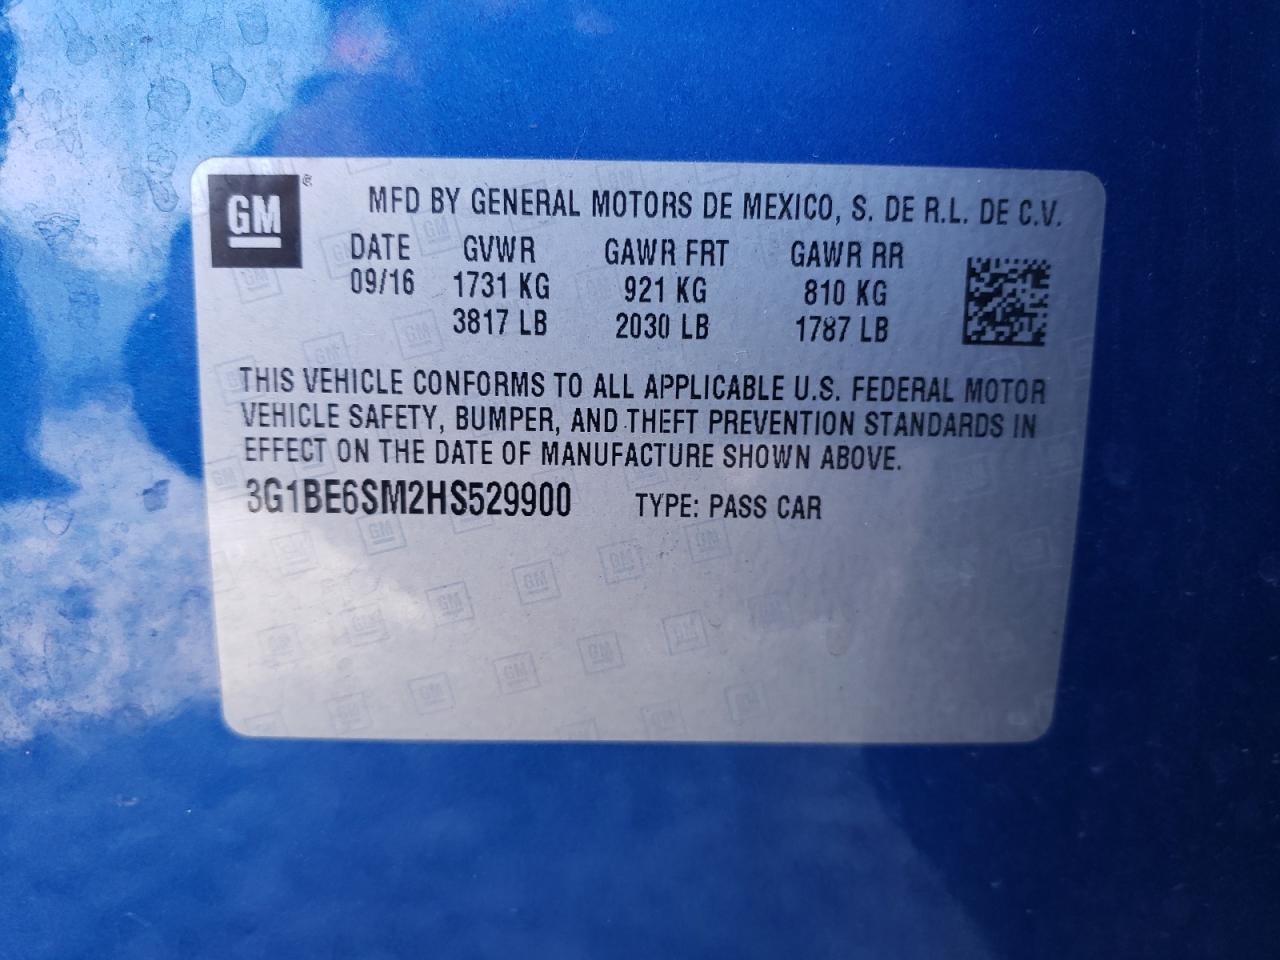 GM ®
MFD BY GENERAL MOTORS DE MEXICO, S. DE R.L. DE C.V.
DATE GVWR GAWR FRT GAWR RR
09/16 1731 KG 921 KG 810 KG
3817 LB 2030 LB 1787 LB
THIS VEHICLE CONFORMS TO ALL APPLICABLE U.S. FEDERAL MOTOR
VEHICLE SAFETY, BUMPER, AND THEFT PREVENTION STANDARDS IN
EFFECT ON THE DATE OF MANUFACTURE SHOWN ABOVE.
3G1BE6SM2HS529900 TYPE: PASS CAR